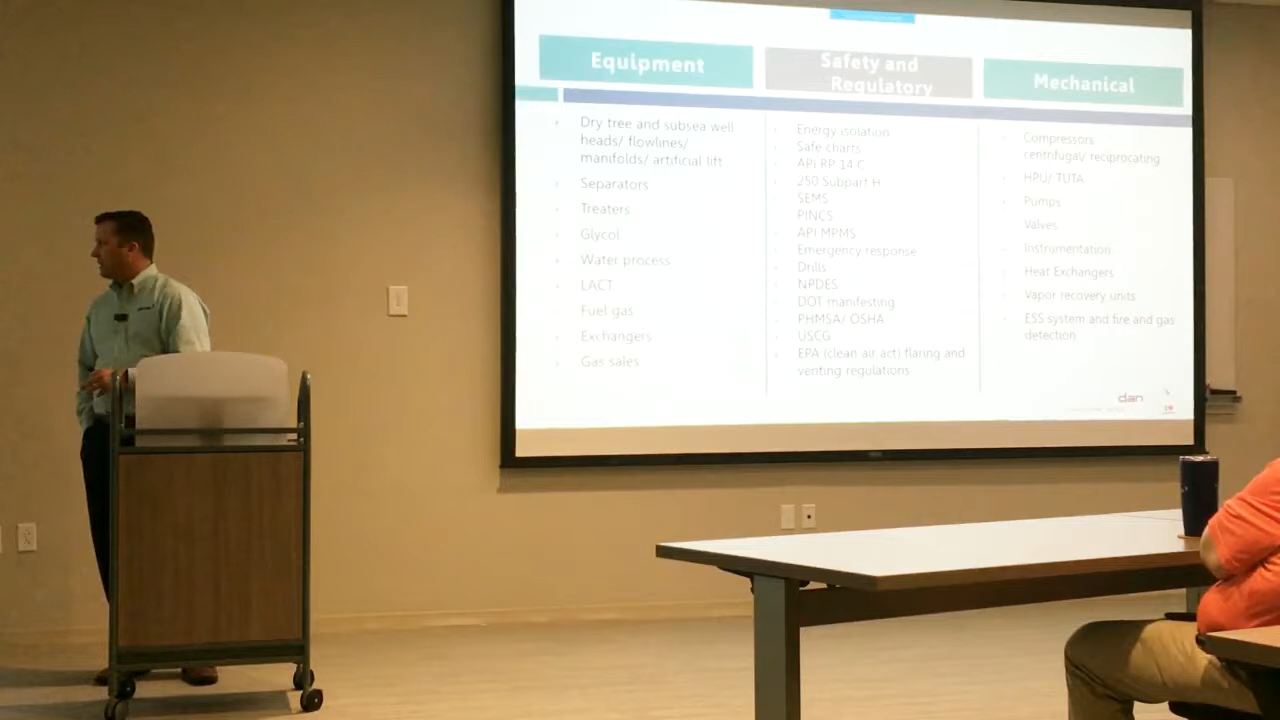 Equipment
Dry tree and subsea well
heads/ flowlines/
manifolds/ artificial lift
Separators
Treaters
Glycol
Water process
LACT
Fuel gas
Exchangers
Gas sales
Safety and
Regulatory
Energy isolation
Safe charts
API RP 14 C
250 Subpart H
SEMS
PINCS
API MPMS
Emergency response
Drills
NPDES
DOT manifesting
PHMSA/ OSHA
USCG
EPA (clean air act) flaring and
venting regulations
Mechanical
Compressors
centrifugal/ reciprocating
HPU/ TUTA
Pumps
Valves
Instrumentation
Heat Exchangers
Vapor recovery units
ESS system and fire and gas
detection
dan